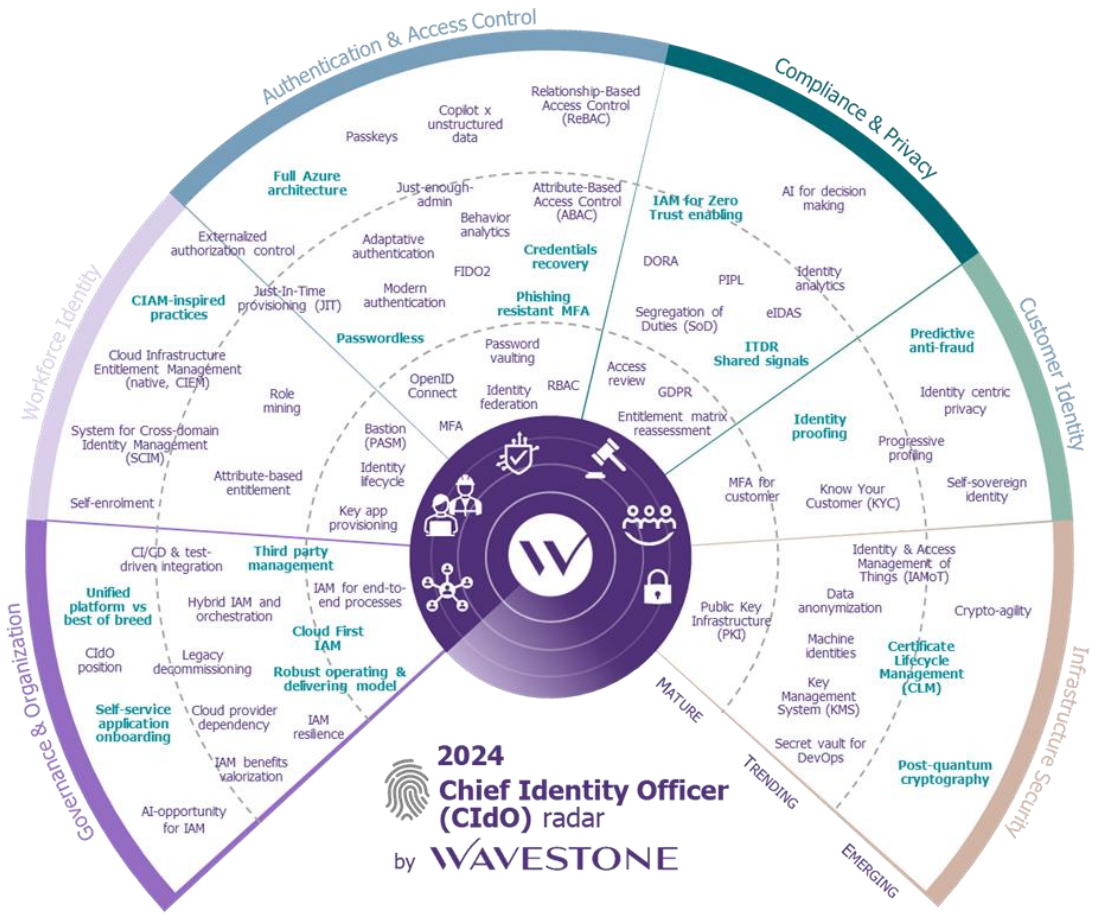 Authentication & Access Control
Relationship-Based
Access Control
(ReBAC)
Copilot x
unstructured
data
Passkeys
Full Azure
architecture
Just-enough-
admin
Attribute-Based
Access Control
(ABAC)
Behavior
analytics
Adaptative
authentication
Credentials
recovery
FIDO2
Modern
authentication
Phishing
resistant MFA
Passwordless
Password
vaulting
OpenID
Connect
Identity
federation
RBAC
MFA
Compliance & Privacy
AI for decision
making
IAM for Zero
Trust enabling
DORA
PIPL
Identity
analytics
Segregation of
Duties (SoD)
eIDAS
ITDR
Shared signals
Access
review
GDPR
Entitlement matrix
reassessment
Customer Identity
Predictive
anti-fraud
Identity centric
privacy
Identity
proofing
Progressive
profiling
MFA for
customer
Know Your
Customer (KYC)
Self-sovereign
identity
Infrastructure Security
Identity & Access
Management of
Things (IAMoT)
Data
anonymization
Crypto-agility
Public Key
Infrastructure
(PKI)
Machine
identities
Certificate
Lifecycle
Management
(CLM)
Key
Management
System (KMS)
Secret vault for
DevOps
Post-quantum
cryptography
Workforce Identity
Externalized
authorization control
CIAM-inspired
practices
Just-In-Time
provisioning (JIT)
Cloud Infrastructure
Entitlement Management
(native, CIEM)
Role
mining
System for Cross-domain
Identity Management
(SCIM)
Bastion
(PASM)
Identity
lifecycle
Attribute-based
entitlement
Self-enrolment
Key app
provisioning
Governance & Organization
CI/CD & test-
driven integration
Third party
management
Unified
platform vs
best of breed
Hybrid IAM and
orchestration
IAM for end-to-
end processes
Cloud First
IAM
CIdO
position
Legacy
decommissioning
Robust operating &
delivering model
Self-service
application
onboarding
Cloud provider
dependency
IAM
resilience
IAM benefits
valorization
AI-opportunity
for IAM
MATURE
TRENDING
EMERGING
2024
Chief Identity Officer
(CIdO) radar
by WAVESTONE